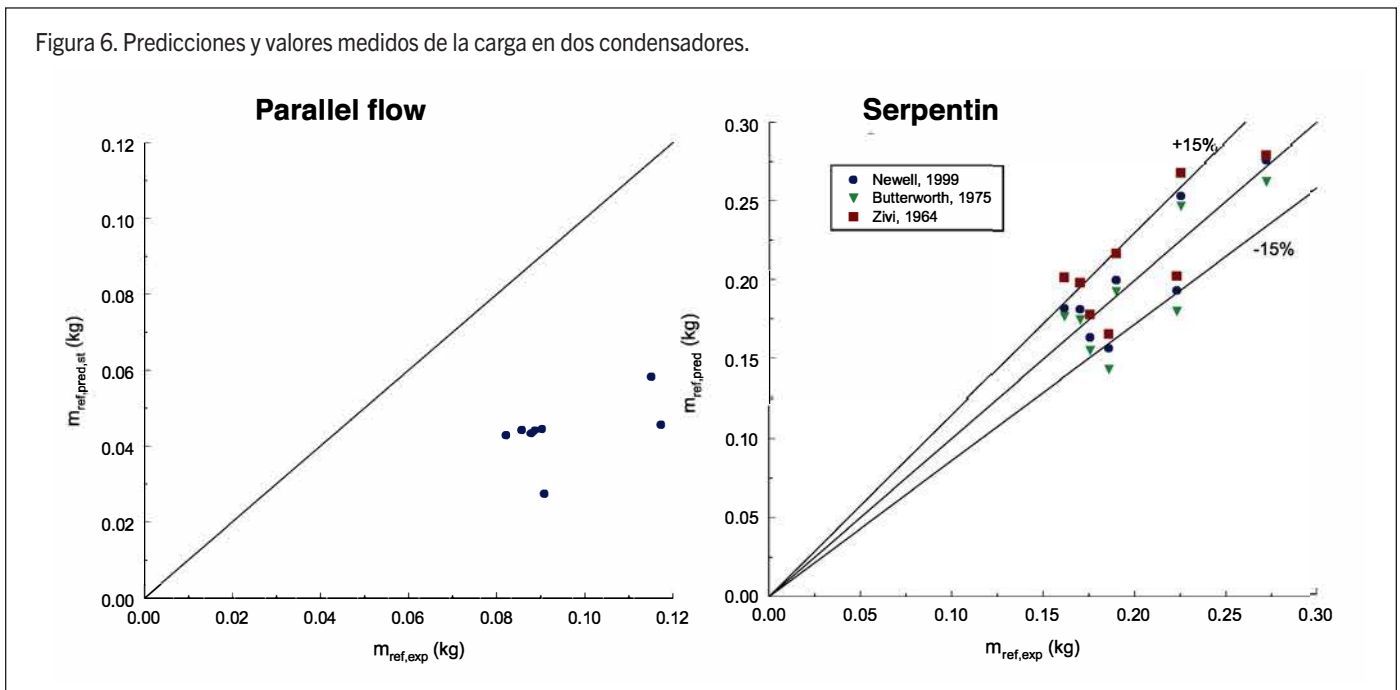 Figura 6. Predicciones y valores medidos de la carga en dos condensadores.
Parallel flow
0.12
0.10
0.08
0.06
0.04
0.02
0.00
m_ref,pred,st (kg)
0.00 0.02 0.04 0.06 0.08 0.10 0.12
m_ref,exp (kg)
Serpentin
0.30
0.25
0.20
0.15
0.10
0.05
0.00
m_ref,pred (kg)
+15%
-15%
Newell, 1999
Butterworth, 1975
Zivi, 1964
0.00 0.05 0.10 0.15 0.20 0.25 0.30
m_ref,exp (kg)